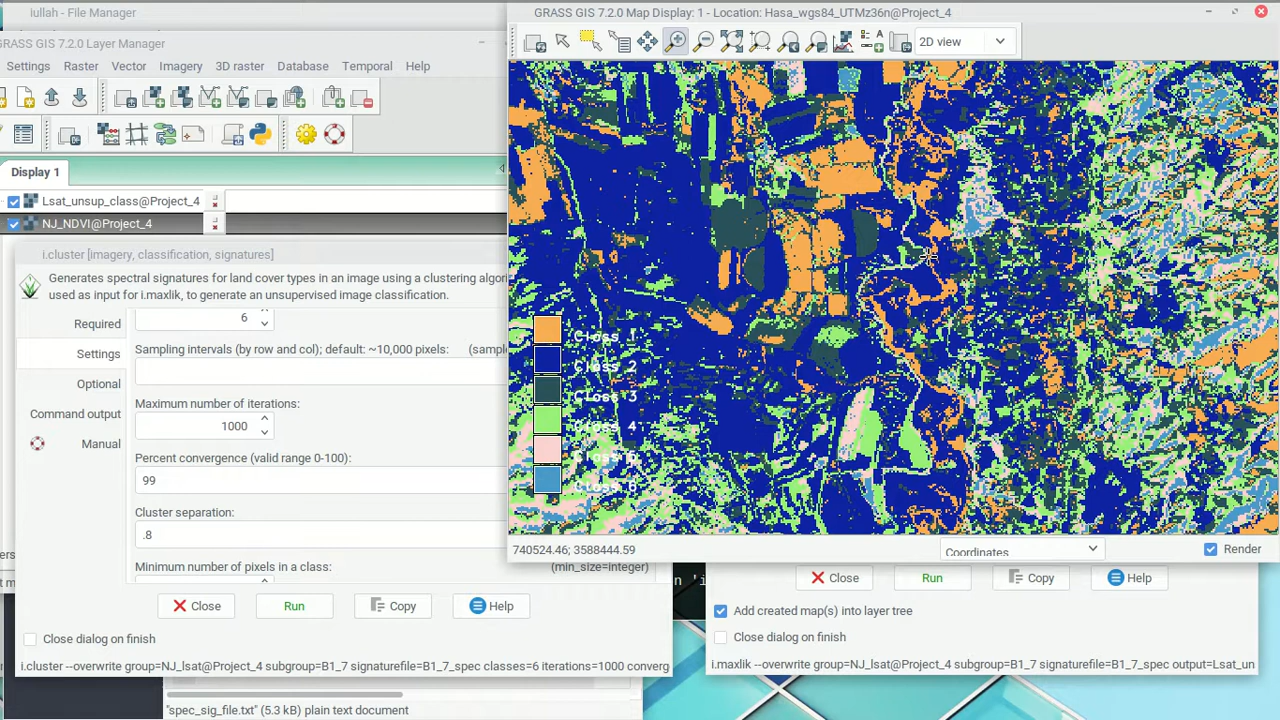 iullah - File Manager
GRASS GIS 7.2.0 Map Display: 1 - Location: Hasa_wgs84_UTMz36n@Project_4
GRASS GIS 7.2.0 Layer Manager
2D view
Settings Raster Vector Imagery 3D raster Database Temporal Help
Display 1
Lsat_unsup_class@Project_4
NJ_NDVI@Project_4
i.cluster [imagery, classification, signatures]
Generates spectral signatures for land cover types in an image using a clustering algori
used as input for i.maxlik, to generate an unsupervised image classification.
Required
6
Settings
Sampling intervals (by row and col); default: ~10,000 pixels: (sampl
Optional
Maximum number of iterations:
Command output
1000
Manual
Percent convergence (valid range 0-100):
99
Cluster separation:
.8
Minimum number of pixels in a class:
(min_size=integer)
Class 1
Class 2
Class 3
Class 4
Class 5
Class 6
740524.46; 3588444.59
Coordinates
Render
Close Run Copy Help
Close dialog on finish
i.cluster --overwrite group=NJ_lsat@Project_4 subgroup=B1_7 signaturefile=B1_7_spec classes=6 iterations=1000 converg
Close Run Copy Help
Add created map(s) into layer tree
Close dialog on finish
i.maxlik --overwrite group=NJ_lsat@Project_4 subgroup=B1_7 signaturefile=B1_7_spec output=Lsat_un
"spec_sig_file.txt" (5.3 kB) plain text document